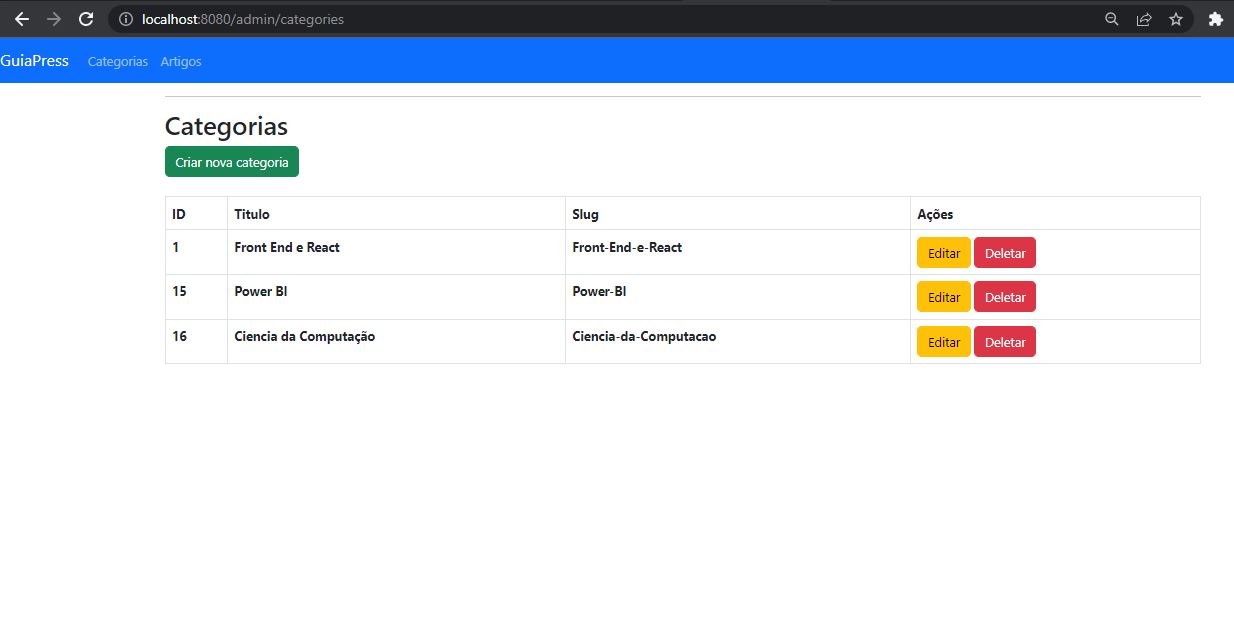 localhost:8080/admin/categories
GuiaPress Categorias Artigos
Categorias
Criar nova categoria
ID Titulo Slug Ações
1 Front End e React Front-End-e-React Editar Deletar
15 Power BI Power-BI Editar Deletar
16 Ciencia da Computação Ciencia-da-Computacao Editar Deletar